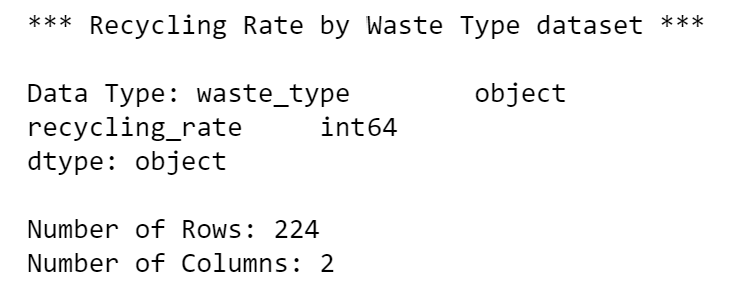 *** Recycling Rate by Waste Type dataset ***
Data Type: waste_type        object
recycling_rate     int64
dtype: object
Number of Rows: 224
Number of Columns: 2